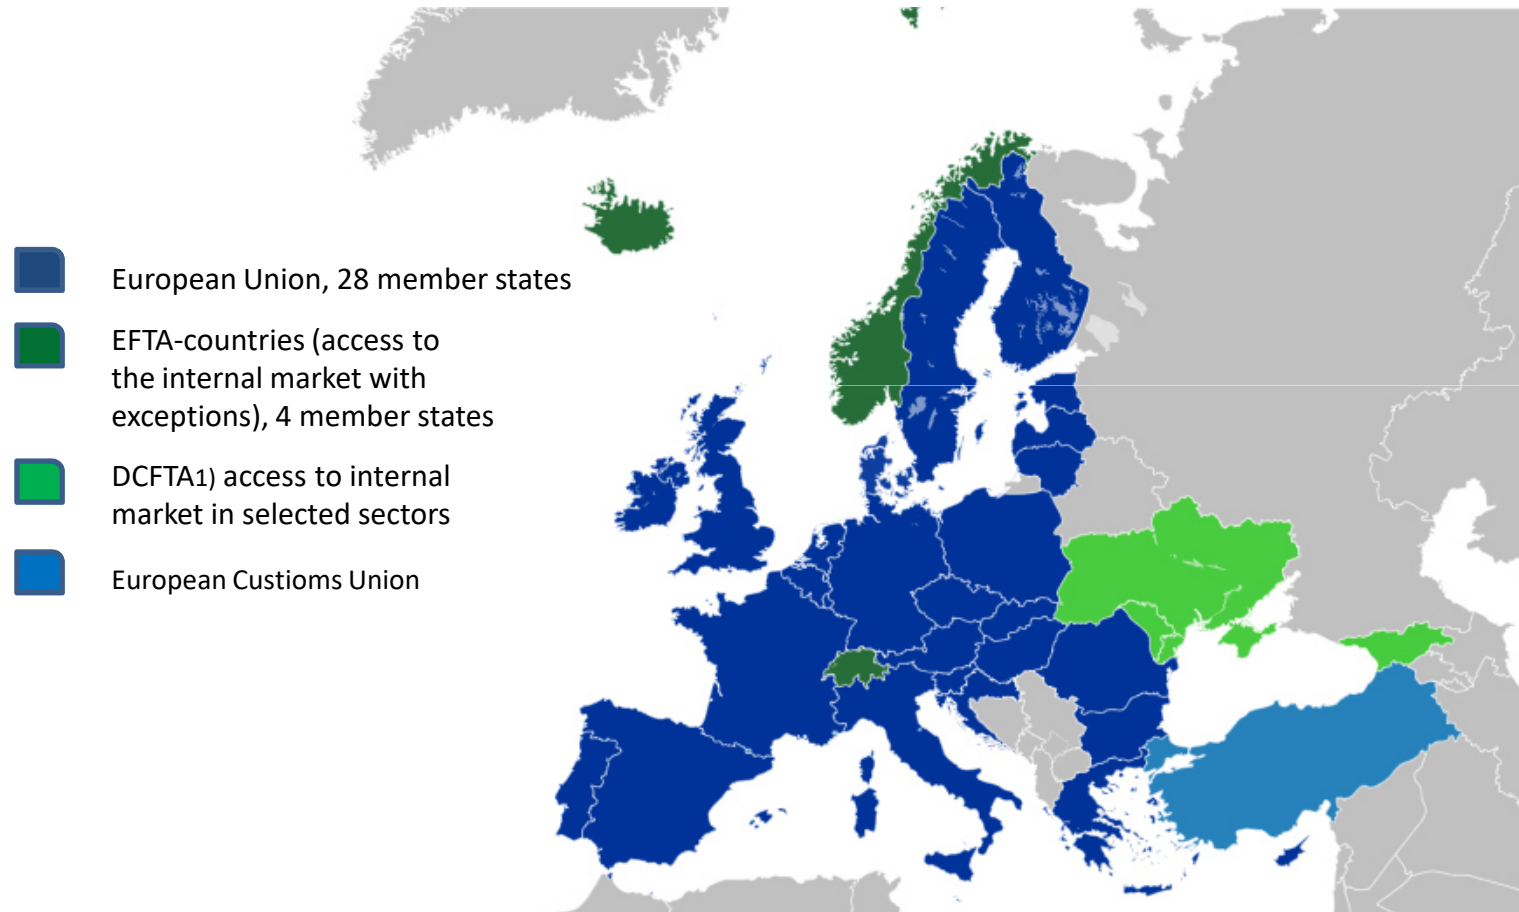 European Union, 28 member states
EFTA-countries (access to
the internal market with
exceptions), 4 member states
DCFTA1) access to internal
market in selected sectors
European Custioms Union